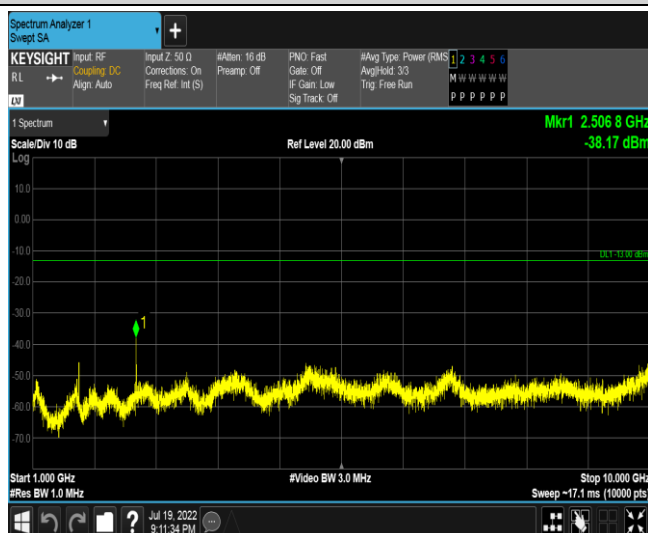 Spectrum Analyzer 1
Swept SA
+
KEYSIGHT
RL
LXI
Input: RF
Coupling: DC
Align: Auto
Input Z: 50 Ω
Corrections: On
Freq Ref: Int (S)
#Atten: 16 dB
Preamp: Off
PNO: Fast
Gate: Off
IF Gain: Low
Sig Track: Off
#Avg Type: Power (RMS
Avg|Hold: 3/3
Trig: Free Run
1 2 3 4 5 6
M W W W W W
P P P P P P
1 Spectrum
Mkr1 2.506 8 GHz
Scale/Div 10 dB
Ref Level 20.00 dBm
-38.17 dBm
Log
10.0
0.00
-10.0
DL1 -13.00 dBm
-20.0
-30.0
1
-40.0
-50.0
-60.0
-70.0
Start 1.000 GHz
#Video BW 3.0 MHz
Stop 10.000 GHz
#Res BW 1.0 MHz
Sweep ~17.1 ms (10000 pts)
?
Jul 19, 2022
9:11:34 PM